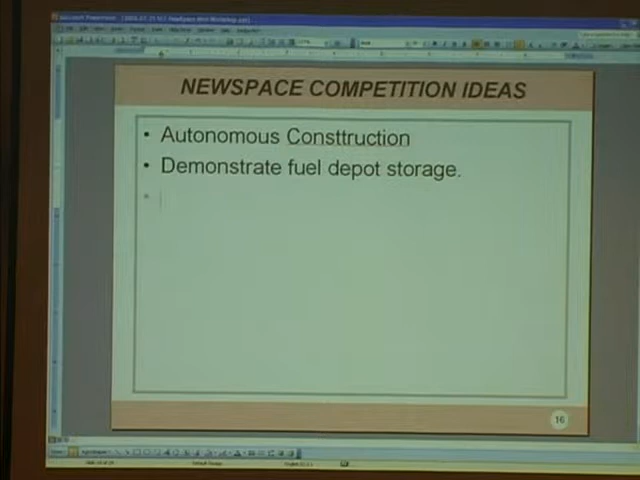 NEWSPACE COMPETITION IDEAS
• Autonomous Consttruction
• Demonstrate fuel depot storage.
16